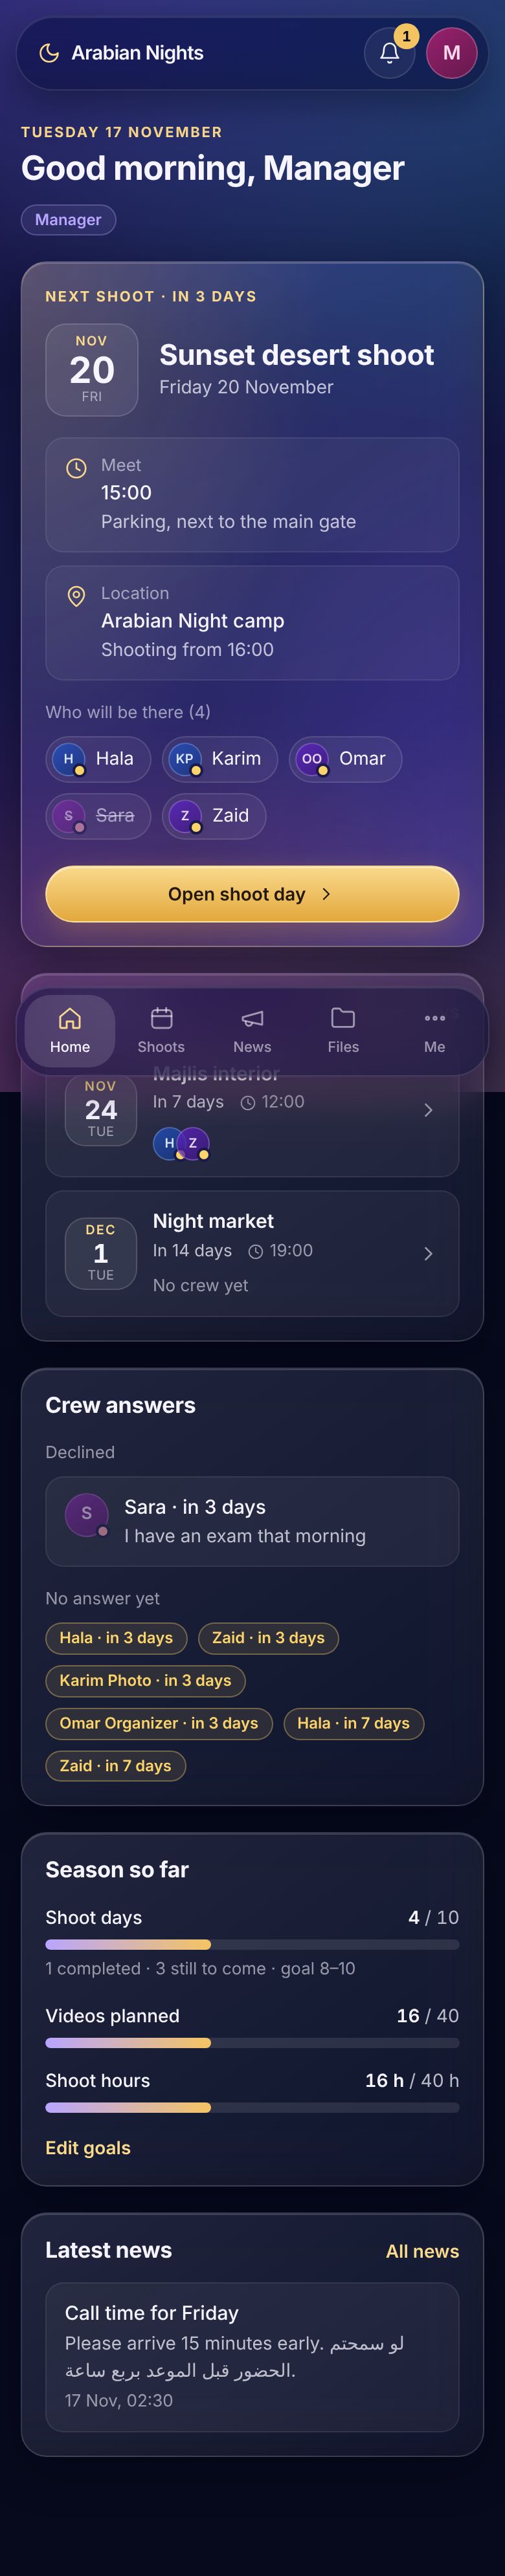 Arabian Nights
1
M
TUESDAY 17 NOVEMBER
Good morning, Manager
Manager
NEXT SHOOT · IN 3 DAYS
NOV
20
FRI
Sunset desert shoot
Friday 20 November
Meet
15:00
Parking, next to the main gate
Location
Arabian Night camp
Shooting from 16:00
Who will be there (4)
H Hala
KP Karim
OO Omar
S Sara
Z Zaid
Open shoot day
Home
Shoots
News
Files
Me
Majlis interior
NOV
24
TUE
In 7 days 12:00
H Z
DEC
1
TUE
Night market
In 14 days 19:00
No crew yet
Crew answers
Declined
S
Sara · in 3 days
I have an exam that morning
No answer yet
Hala · in 3 days
Zaid · in 3 days
Karim Photo · in 3 days
Omar Organizer · in 3 days
Hala · in 7 days
Zaid · in 7 days
Season so far
Shoot days 4 / 10
1 completed · 3 still to come · goal 8–10
Videos planned 16 / 40
Shoot hours 16 h / 40 h
Edit goals
Latest news All news
Call time for Friday
Please arrive 15 minutes early. لو سمحتم
الحضور قبل الموعد بربع ساعة.
17 Nov, 02:30